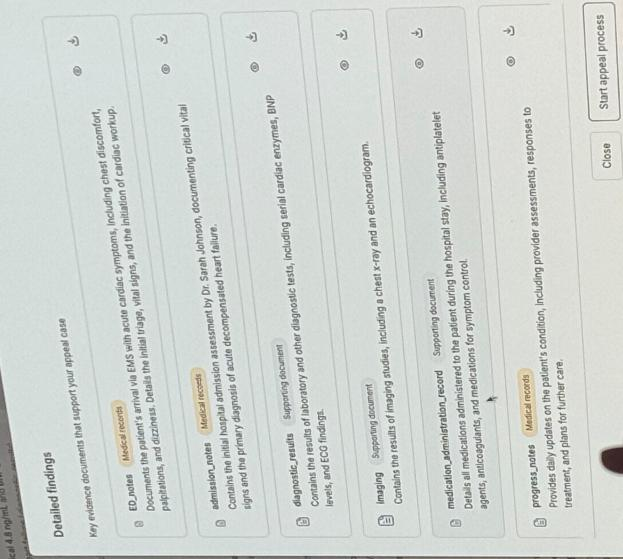 Detailed findings
Key evidence documents that support your appeal case
ED_notes Medical records
Documents the patient's arrival via EMS with acute cardiac symptoms, including chest discomfort,
palpitations, and dizziness. Details the initial triage, vital signs, and the initiation of cardiac workup.
admission_notes Medical records
Contains the initial hospital admission assessment by Dr. Sarah Johnson, documenting critical vital
signs and the primary diagnosis of acute decompensated heart failure.
diagnostic_results Supporting document
Contains the results of laboratory and other diagnostic tests, including serial cardiac enzymes, BNP
levels, and ECG findings.
imaging Supporting document
Contains the results of imaging studies, including a chest x-ray and an echocardiogram.
medication_administration_record Supporting document
Details all medications administered to the patient during the hospital stay, including antiplatelet
agents, anticoagulants, and medications for symptom control.
progress_notes Medical records
Provides daily updates on the patient's condition, including provider assessments, responses to
treatment, and plans for further care.
Close Start appeal process